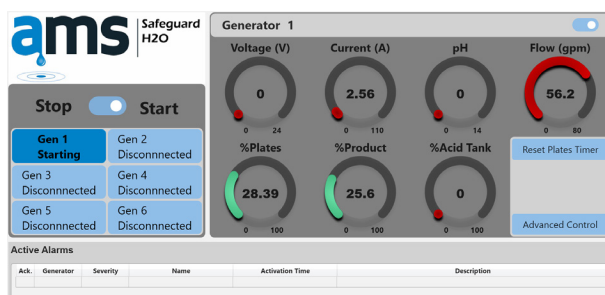 ams
Safeguard
H2O
Stop
Start
Gen 1
Starting
Gen 2
Disconnnected
Gen 3
Disconnnected
Gen 4
Disconnnected
Gen 5
Disconnnected
Gen 6
Disconnnected
Generator 1
Voltage (V)
Current (A)
pH
Flow (gpm)
0
2.56
0
56.2
0 24
0 110
0 14
0 80
%Plates
%Product
%Acid Tank
28.39
25.6
0
0 100
0 100
0 100
Reset Plates Timer
Advanced Control
Active Alarms
Ack. Generator Severity Name Activation Time Description